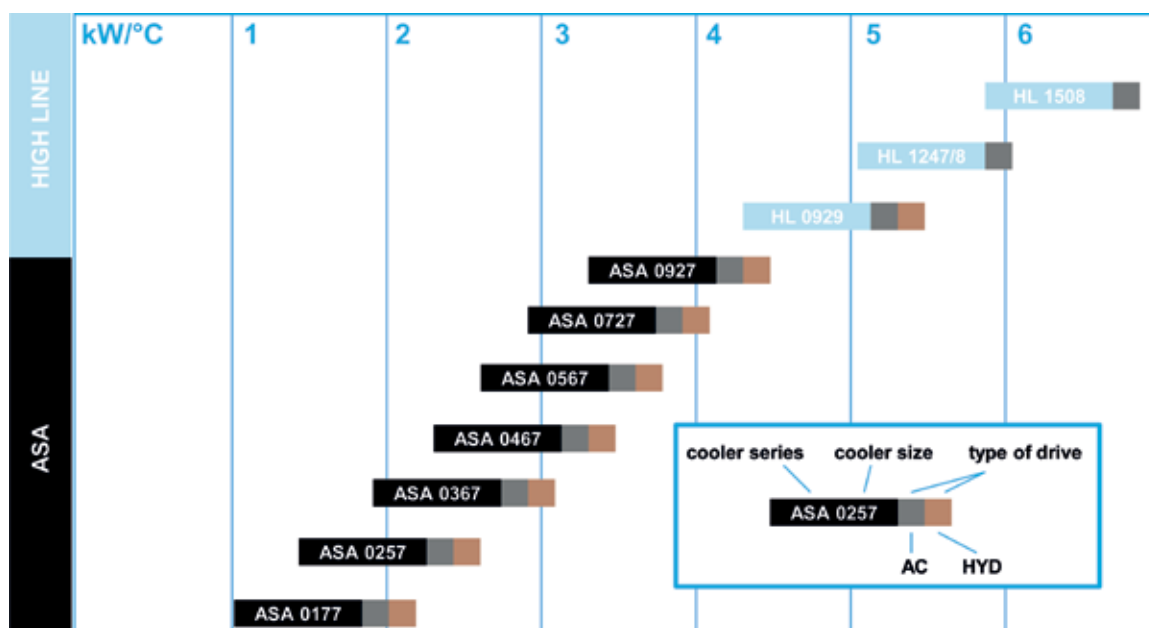 kW/°C 1 2 3 4 5 6
HIGH LINE
HL 1508
HL 1247/8
HL 0929
ASA
ASA 0927
ASA 0727
ASA 0567
ASA 0467
ASA 0367
ASA 0257
ASA 0177
cooler series cooler size type of drive
ASA 0257
AC HYD